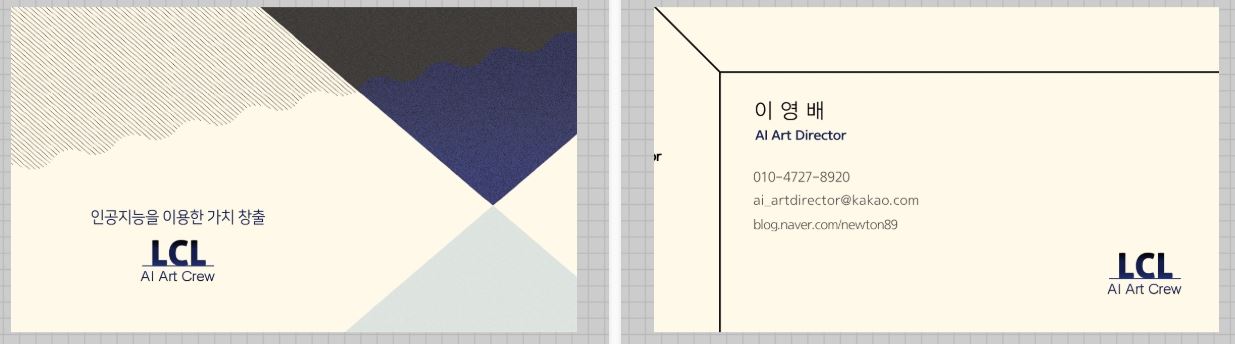 인공지능을 이용한 가치 창출
LCL
AI Art Crew
이 영 배
AI Art Director
or
010-4727-8920
ai_artdirector@kakao.com
blog.naver.com/newton89
LCL
AI Art Crew